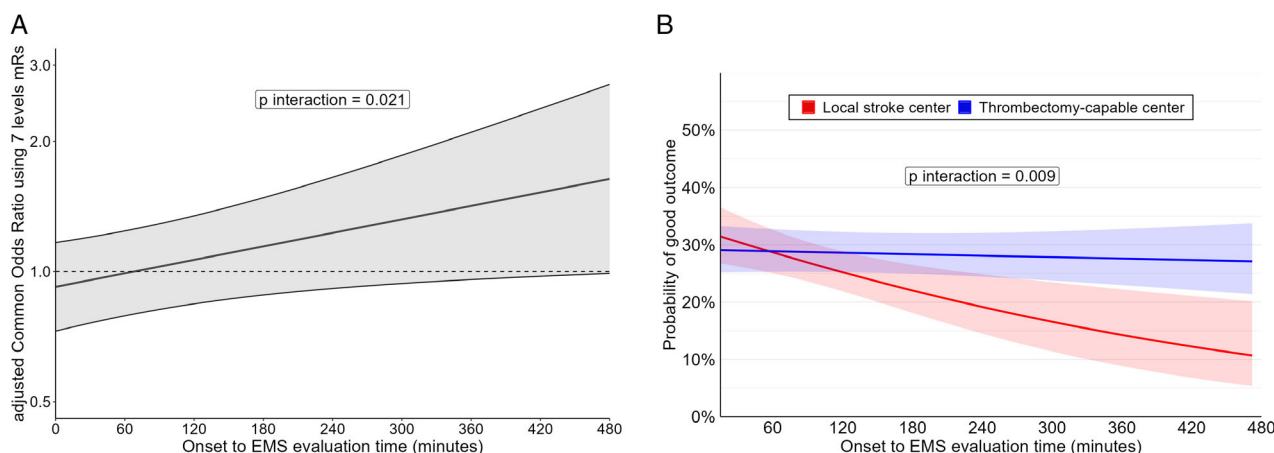 A
adjusted Common Odds Ratio using 7 levels mRs
3.0
2.0
1.0
0.5
p interaction = 0.021
0 60 120 180 240 300 360 420 480
Onset to EMS evaluation time (minutes)
B
Probability of good outcome
50%
40%
30%
20%
10%
0%
Local stroke center Thrombectomy-capable center
p interaction = 0.009
60 120 180 240 300 360 420 480
Onset to EMS evaluation time (minutes)